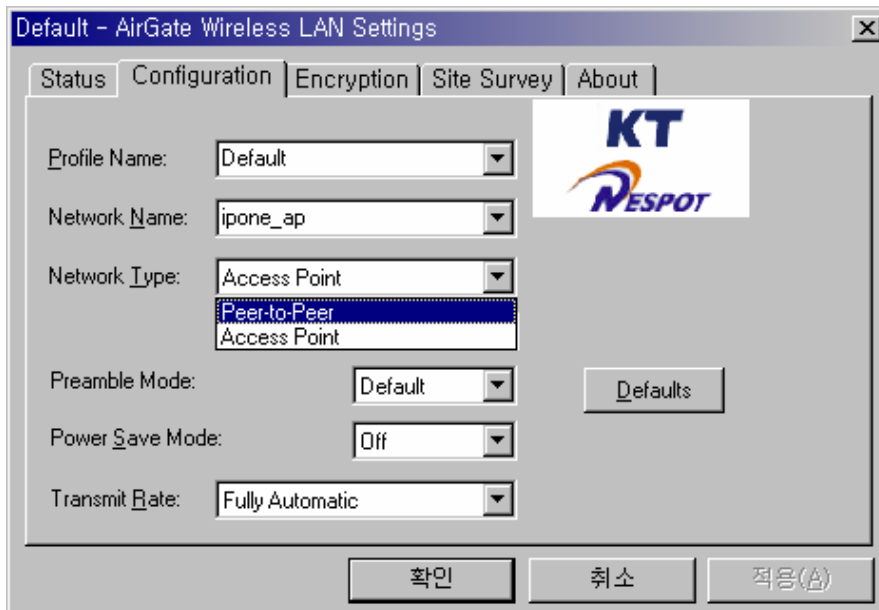 Default - AirGate Wireless LAN Settings
Status Configuration Encryption Site Survey About
KT
NESPOT
Profile Name: Default
Network Name: ipone_ap
Network Type: Access Point
Peer-to-Peer
Access Point
Preamble Mode: Default
Defaults
Power Save Mode: Off
Transmit Rate: Fully Automatic
확인 취소 적용(A)